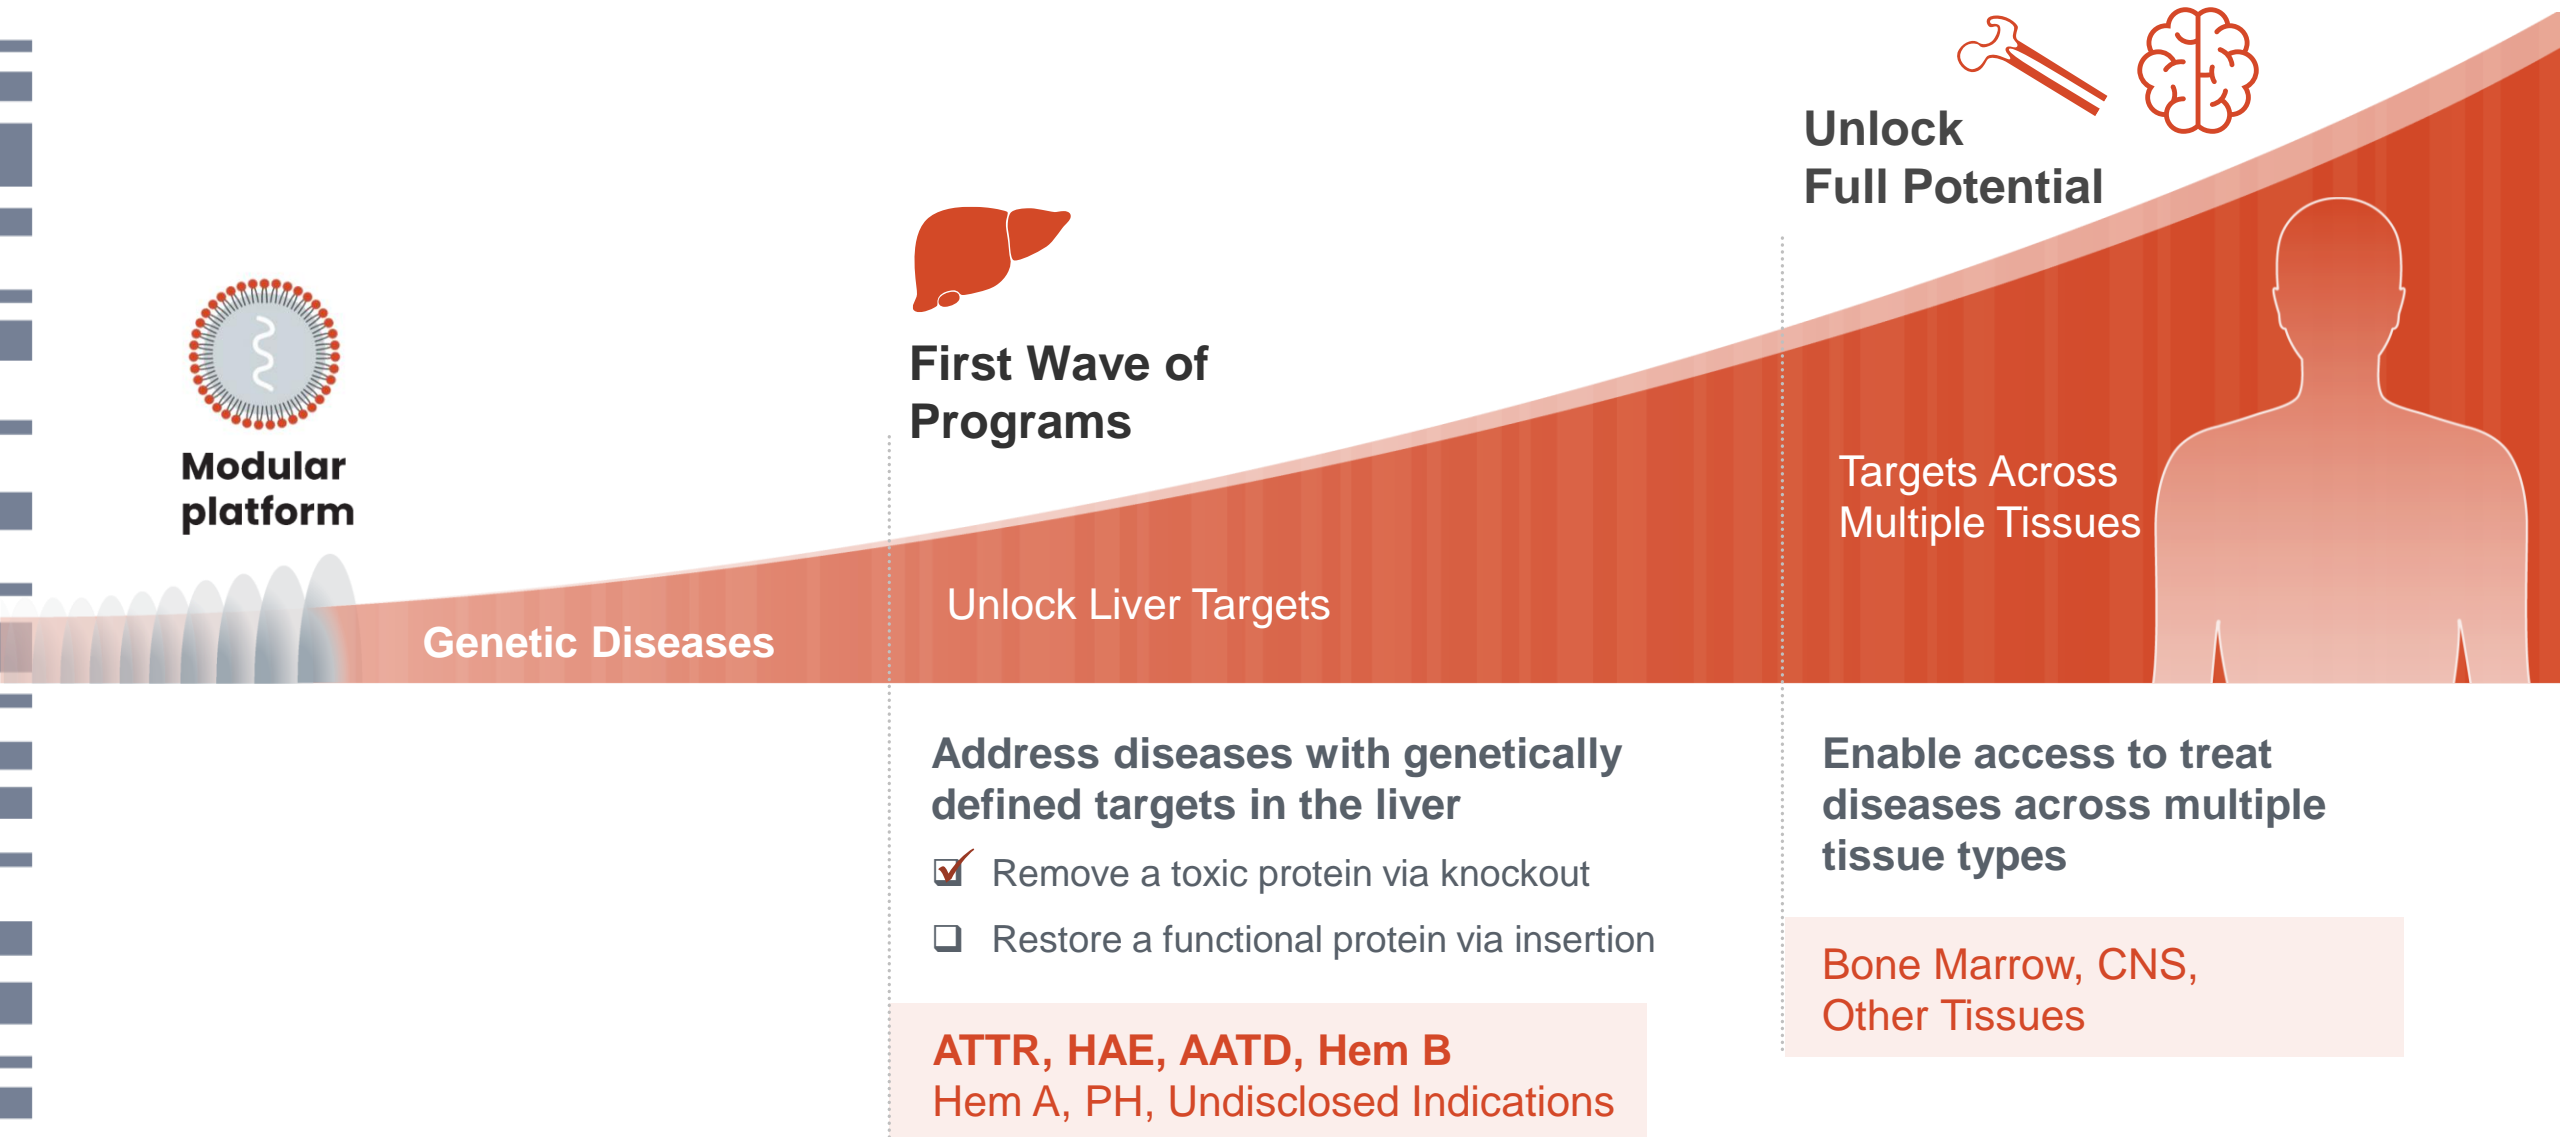 Modular
platform
Genetic Diseases
First Wave of
Programs
Unlock Liver Targets
Address diseases with genetically
defined targets in the liver
Remove a toxic protein via knockout
Restore a functional protein via insertion
ATTR, HAE, AATD, Hem B
Hem A, PH, Undisclosed Indications
Unlock
Full Potential
Targets Across
Multiple Tissues
Enable access to treat
diseases across multiple
tissue types
Bone Marrow, CNS,
Other Tissues